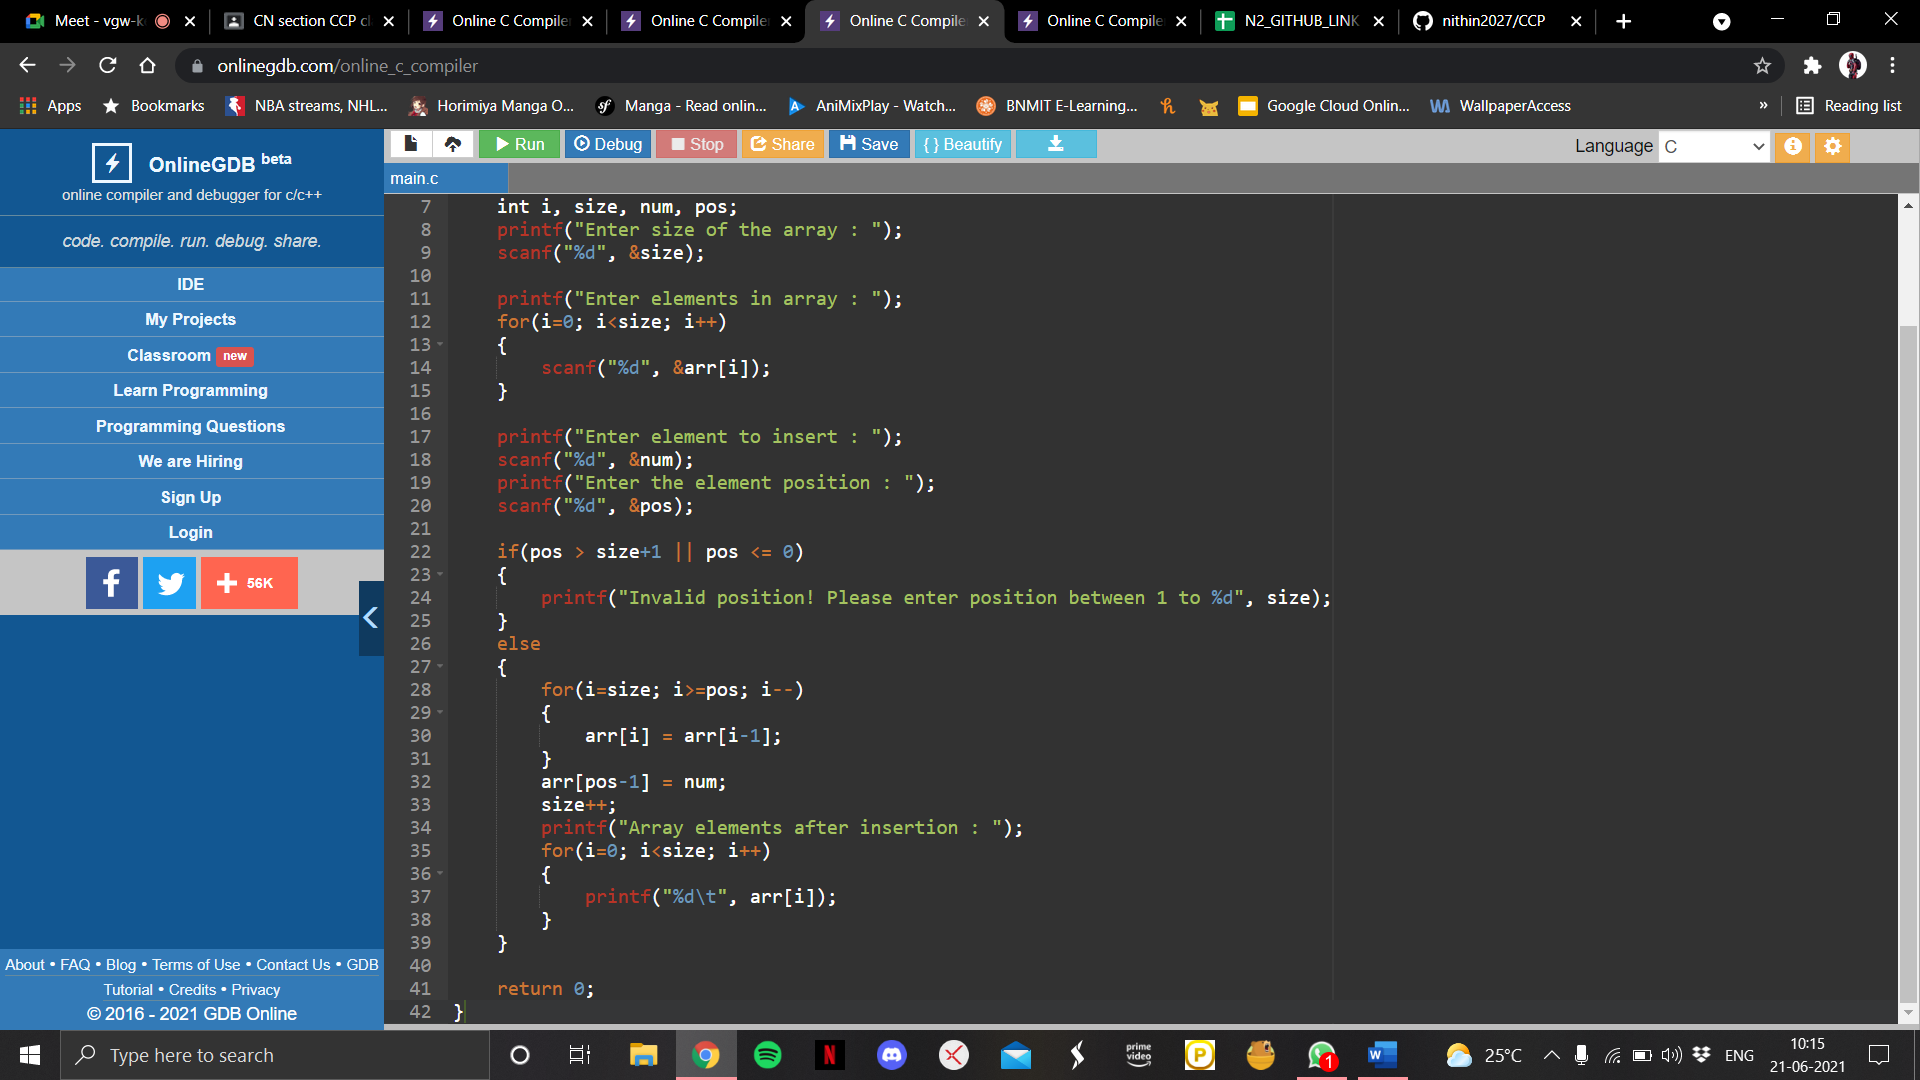 Meet - vgw-k
CN section CCP cl
Online C Compiler
Online C Compiler
Online C Compile
Online C Compile
N2_GITHUB_LINK
nithin2027/CCP
onlinegdb.com/online_c_compiler
Apps
Bookmarks
NBA streams, NHL...
Horimiya Manga O...
Manga - Read onlin...
AniMixPlay - Watch...
BNMIT E-Learning...
Google Cloud Onlin...
WallpaperAccess
»
Reading list
OnlineGDB beta
online compiler and debugger for c/c++
code. compile. run. debug. share.
IDE
My Projects
Classroom new
Learn Programming
Programming Questions
We are Hiring
Sign Up
Login
56K
About • FAQ • Blog • Terms of Use • Contact Us • GDB
Tutorial • Credits • Privacy
© 2016 - 2021 GDB Online
Run
Debug
Stop
Share
Save
{ } Beautify
Language C
main.c
7 int i, size, num, pos;
8 printf("Enter size of the array : ");
9 scanf("%d", &size);
10
11 printf("Enter elements in array : ");
12 for(i=0; i<size; i++)
13 {
14 scanf("%d", &arr[i]);
15 }
16
17 printf("Enter element to insert : ");
18 scanf("%d", &num);
19 printf("Enter the element position : ");
20 scanf("%d", &pos);
21
22 if(pos > size+1 || pos <= 0)
23 {
24 printf("Invalid position! Please enter position between 1 to %d", size);
25 }
26 else
27 {
28 for(i=size; i>=pos; i--)
29 {
30 arr[i] = arr[i-1];
31 }
32 arr[pos-1] = num;
33 size++;
34 printf("Array elements after insertion : ");
35 for(i=0; i<size; i++)
36 {
37 printf("%d\t", arr[i]);
38 }
39 }
40
41 return 0;
42 }
Type here to search
prime video
1
25°C
ENG
10:15
21-06-2021